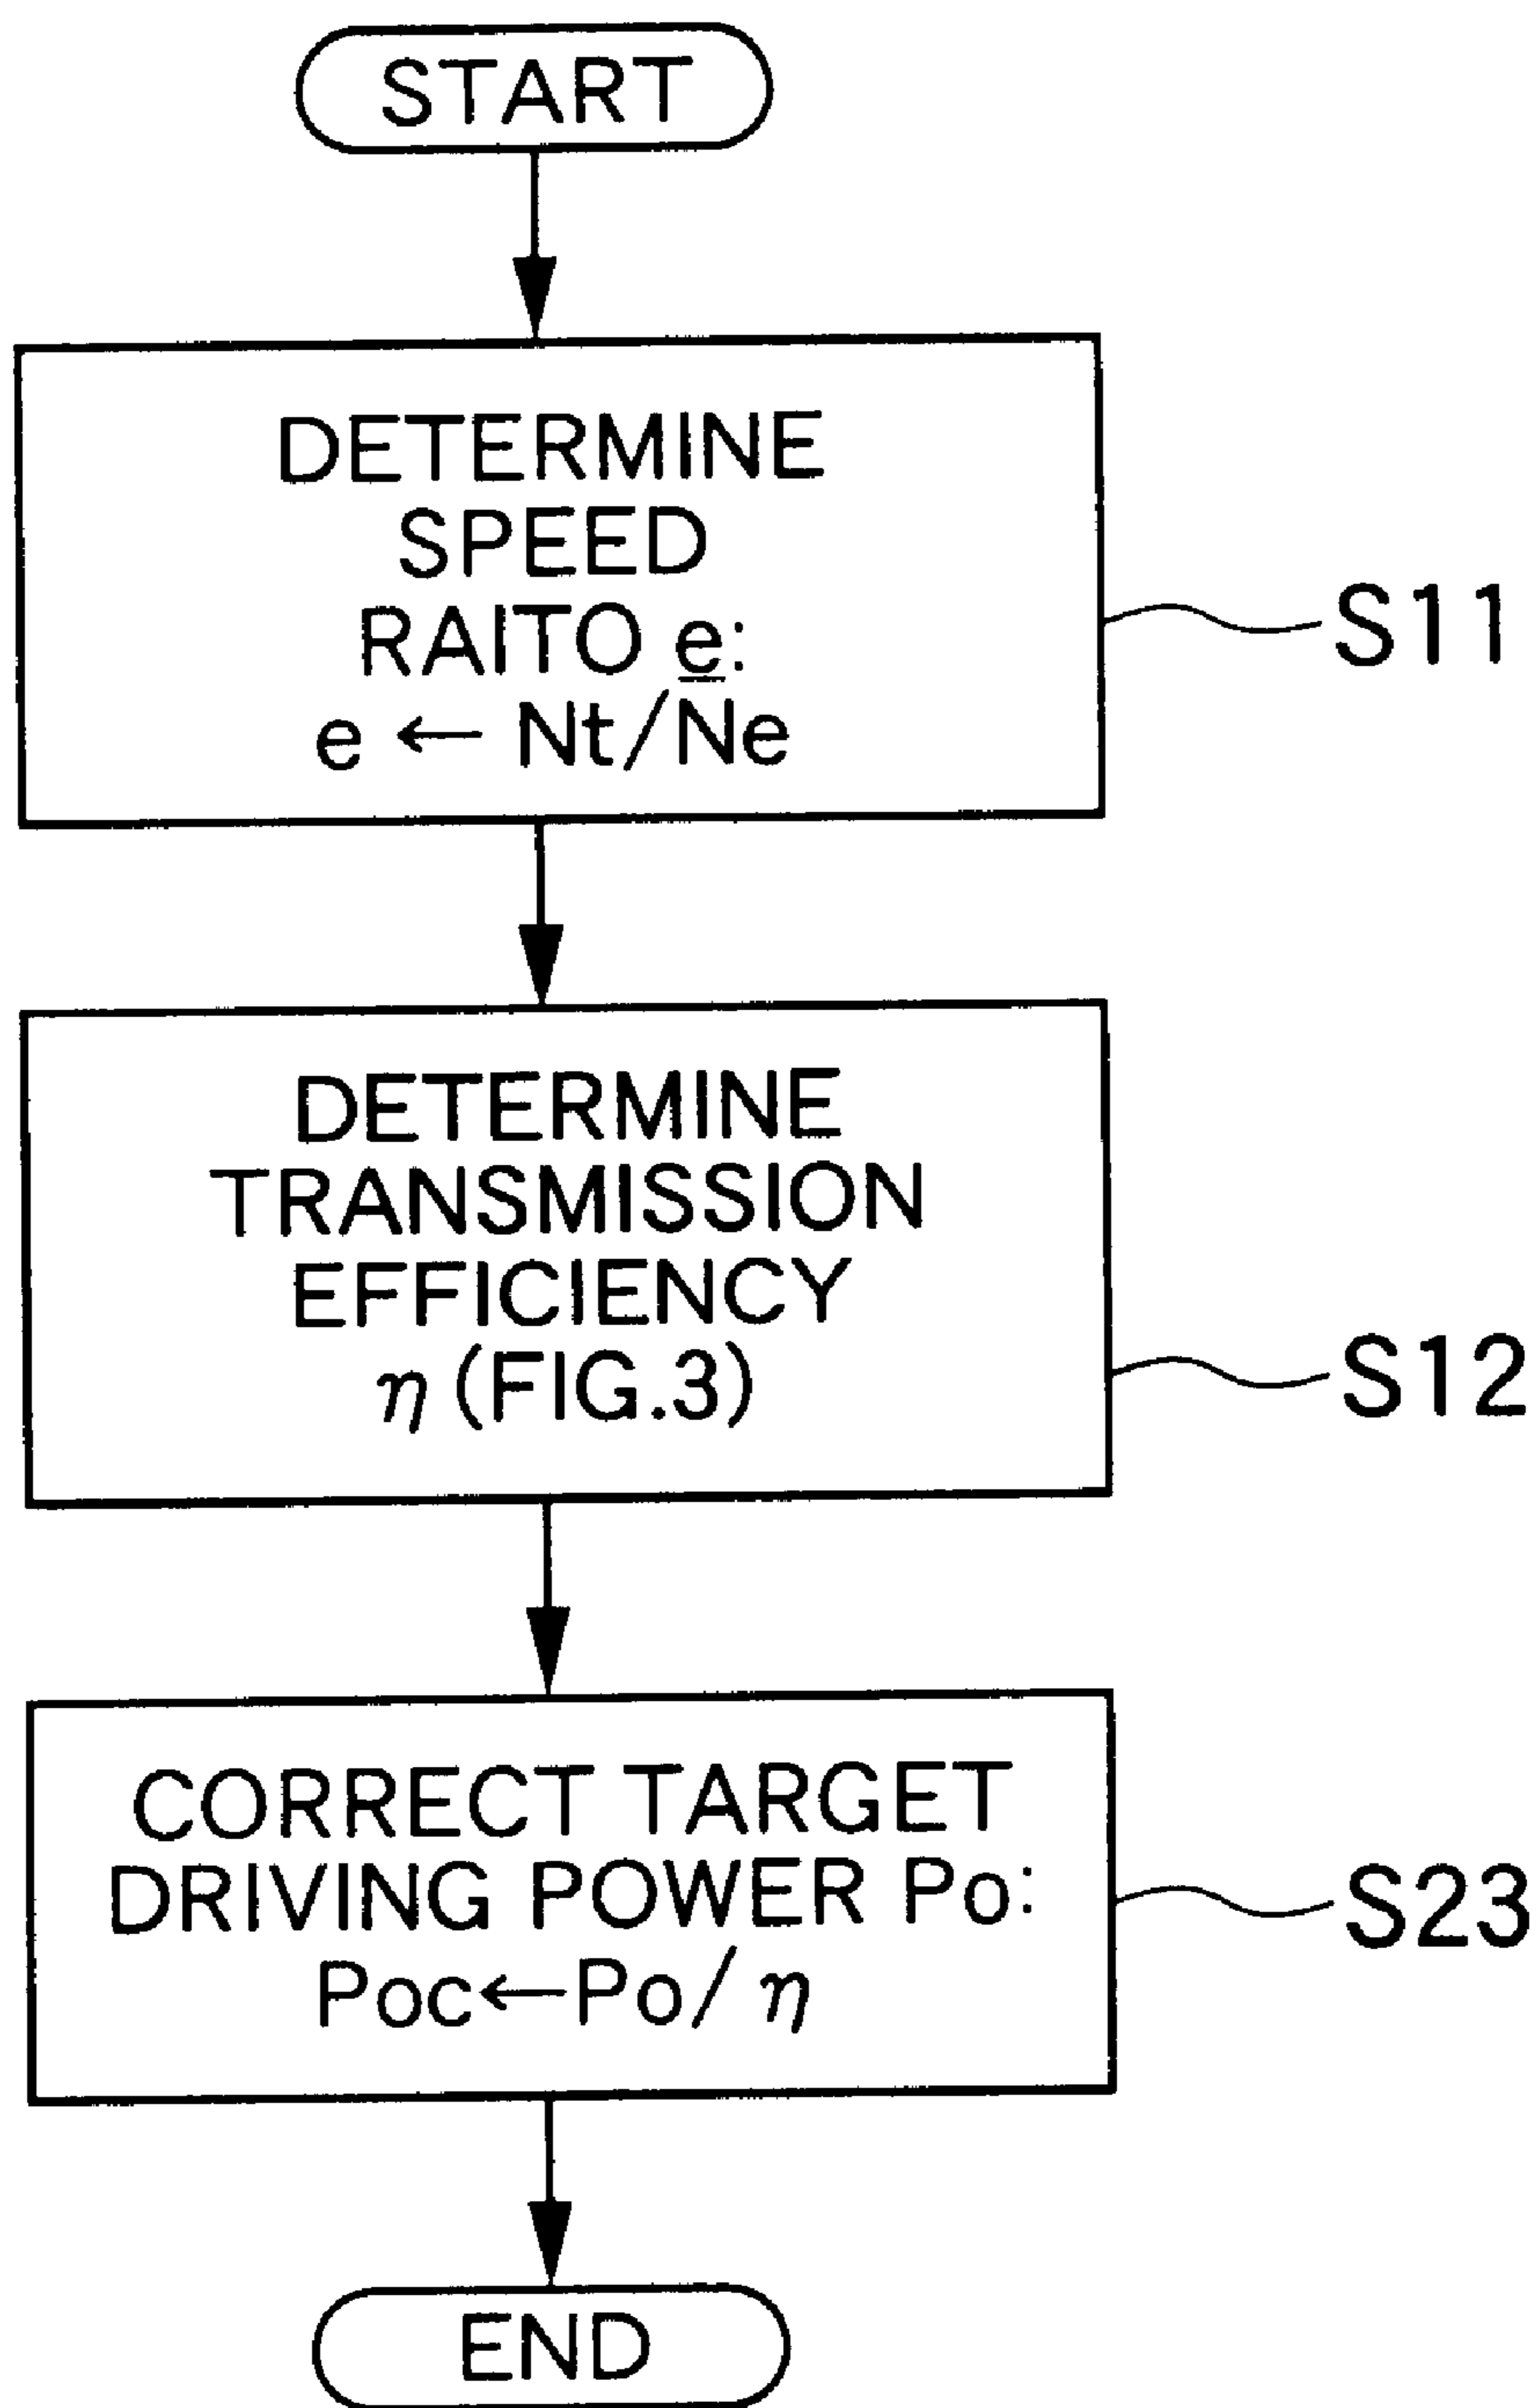 START
DETERMINE
SPEED
RAITO e:
e ← Nt/Ne
S11
DETERMINE
TRANSMISSION
EFFICIENCY
η (FIG.3)
S12
CORRECT TARGET
DRIVING POWER Po:
Poc←Po/η
S23
END